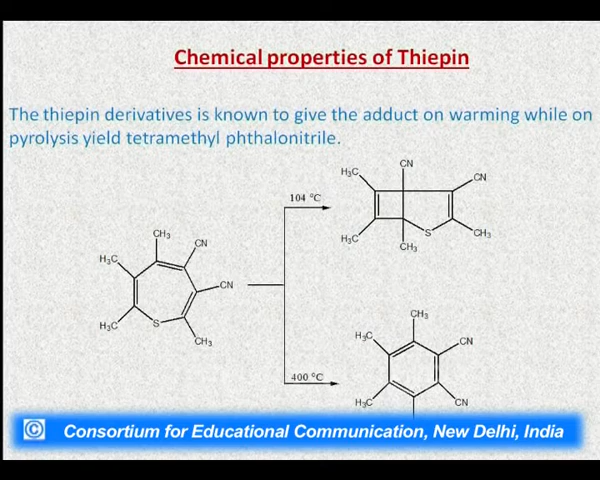 Chemical properties of Thiepin
The thiepin derivatives is known to give the adduct on warming while on
pyrolysis yield tetramethyl phthalonitrile.
CN
H₃C
CN
104 °C
H₃C
S
CH₃
CH₃
CH₃
CN
H₃C
CN
H₃C
S
CH₃
CH₃
H₃C
CN
400 °C
H₃C
CN
© Consortium for Educational Communication, New Delhi, India